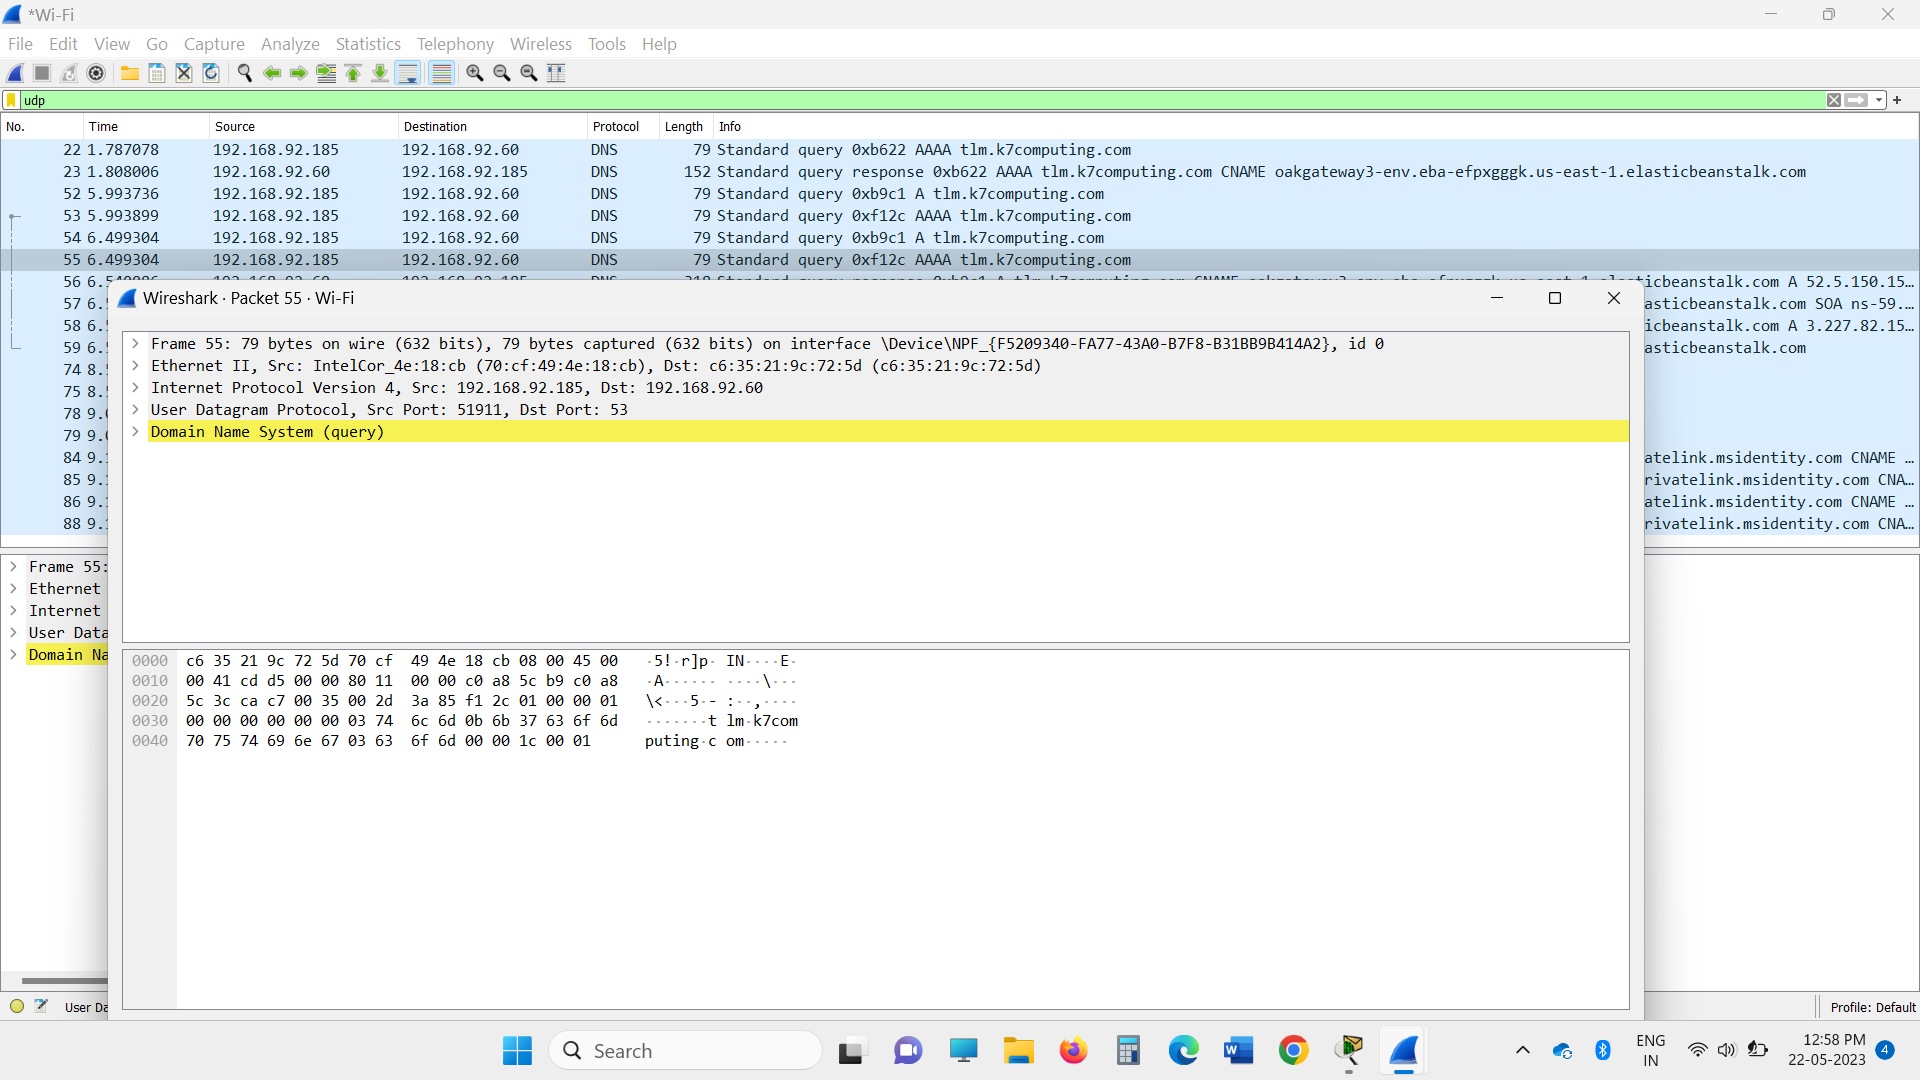 *Wi-Fi
File Edit View Go Capture Analyze Statistics Telephony Wireless Tools Help
udp
No. Time Source Destination Protocol Length Info
22 1.787078 192.168.92.185 192.168.92.60 DNS 79 Standard query 0xb622 AAAA tlm.k7computing.com
23 1.808006 192.168.92.60 192.168.92.185 DNS 152 Standard query response 0xb622 AAAA tlm.k7computing.com CNAME oakgateway3-env.eba-efpxgggk.us-east-1.elasticbeanstalk.com
52 5.993736 192.168.92.185 192.168.92.60 DNS 79 Standard query 0xb9c1 A tlm.k7computing.com
53 5.993899 192.168.92.185 192.168.92.60 DNS 79 Standard query 0xf12c AAAA tlm.k7computing.com
54 6.499304 192.168.92.185 192.168.92.60 DNS 79 Standard query 0xb9c1 A tlm.k7computing.com
55 6.499304 192.168.92.185 192.168.92.60 DNS 79 Standard query 0xf12c AAAA tlm.k7computing.com
56 icbeanstalk.com A 52.5.150.15…
57 6. asticbeanstalk.com SOA ns-59.…
58 6. icbeanstalk.com A 3.227.82.15…
59 6. asticbeanstalk.com
74 8.
75 8.
78 9.
79 9.
84 9. atelink.msidentity.com CNAME …
85 9. rivatelink.msidentity.com CNA…
86 9. atelink.msidentity.com CNAME …
88 9. rivatelink.msidentity.com CNA…
Wireshark · Packet 55 · Wi-Fi
Frame 55: 79 bytes on wire (632 bits), 79 bytes captured (632 bits) on interface \Device\NPF_{F5209340-FA77-43A0-B7F8-B31BB9B414A2}, id 0
Ethernet II, Src: IntelCor_4e:18:cb (70:cf:49:4e:18:cb), Dst: c6:35:21:9c:72:5d (c6:35:21:9c:72:5d)
Internet Protocol Version 4, Src: 192.168.92.185, Dst: 192.168.92.60
User Datagram Protocol, Src Port: 51911, Dst Port: 53
Domain Name System (query)
Frame 55:
Ethernet
Internet
User Data
Domain Na
0000 c6 35 21 9c 72 5d 70 cf 49 4e 18 cb 08 00 45 00 ·5!·r]p· IN····E·
0010 00 41 cd d5 00 00 80 11 00 00 c0 a8 5c b9 c0 a8 ·A······ ····\···
0020 5c 3c ca c7 00 35 00 2d 3a 85 f1 2c 01 00 00 01 \<···5·- :··,····
0030 00 00 00 00 00 00 03 74 6c 6d 0b 6b 37 63 6f 6d ·······t lm·k7com
0040 70 75 74 69 6e 67 03 63 6f 6d 00 00 1c 00 01 puting·c om·····
User Da
Profile: Default
Search
ENG
IN
12:58 PM
22-05-2023
4